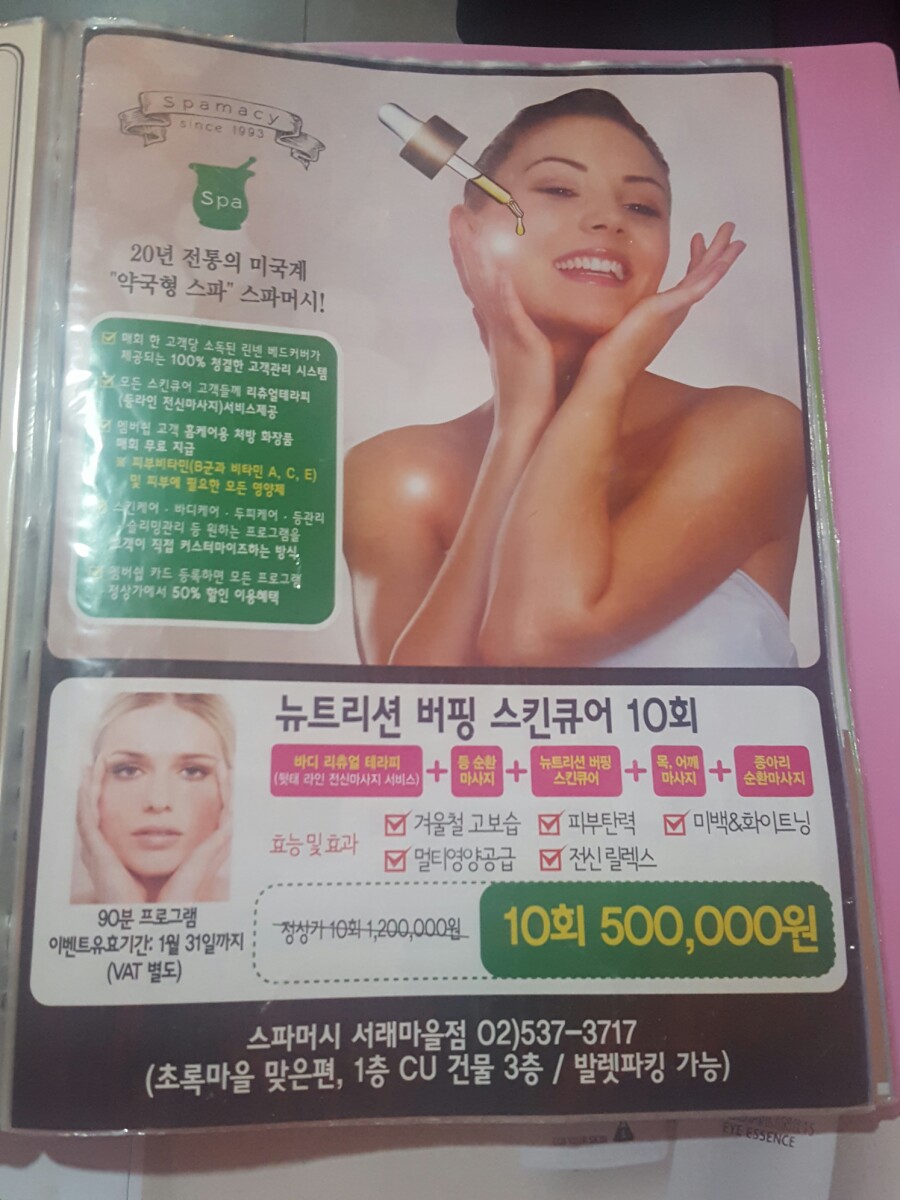 Spamacy
since 1993
Spa
20년 전통의 미국계
"약국형 스파" 스파머시!
매회 한 고객당 소독된 린넨 베드커버가
제공되는 100% 청결한 고객관리 시스템
모든 스킨큐어 고객들께 리츄얼테라피
(등라인 전신마사지)서비스제공
멤버쉽 고객 홈케어용 처방 화장품
매회 무료 지급
※ 피부비타민(B군과 비타민 A, C, E)
및 피부에 필요한 모든 영양제
스킨케어 · 바디케어 · 두피케어 · 등관리
슬리밍관리 등 원하는 프로그램을
고객이 직접 커스터마이즈하는 방식
멤버쉽 카드 등록하면 모든 프로그램
정상가에서 50% 할인 이용혜택
뉴트리션 버핑 스킨큐어 10회
바디 리츄얼 테라피
(뒷태 라인 전신마사지 서비스)
+
등 순환
마사지
+
뉴트리션 버핑
스킨큐어
+
목, 어깨
마사지
+
종아리
순환마사지
효능 및 효과
겨울철 고보습 피부탄력 미백&화이트닝
멀티영양공급 전신 릴렉스
90분 프로그램
이벤트유효기간: 1월 31일까지
(VAT 별도)
정상가 10회 1,200,000원
10회 500,000원
스파머시 서래마을점 02)537-3717
(초록마을 맞은편, 1층 CU 건물 3층 / 발렛파킹 가능)
EYE ESSENCE